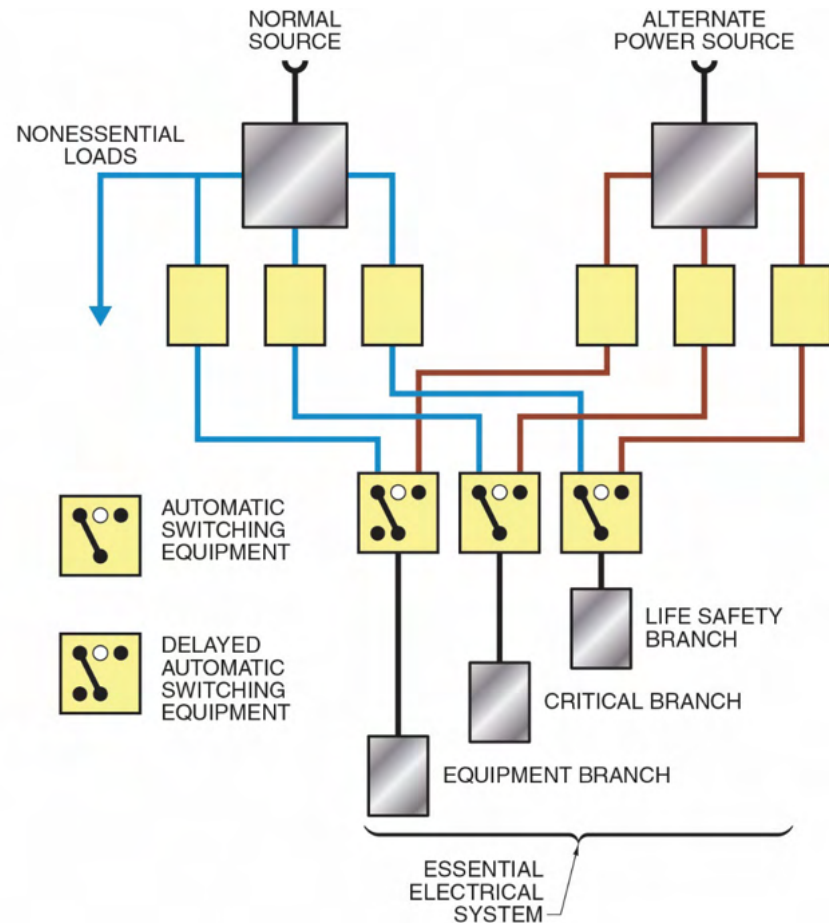 NORMAL
SOURCE
ALTERNATE
POWER SOURCE
NONESSENTIAL
LOADS
AUTOMATIC
SWITCHING
EQUIPMENT
DELAYED
AUTOMATIC
SWITCHING
EQUIPMENT
LIFE SAFETY
BRANCH
CRITICAL BRANCH
EQUIPMENT BRANCH
ESSENTIAL
ELECTRICAL
SYSTEM